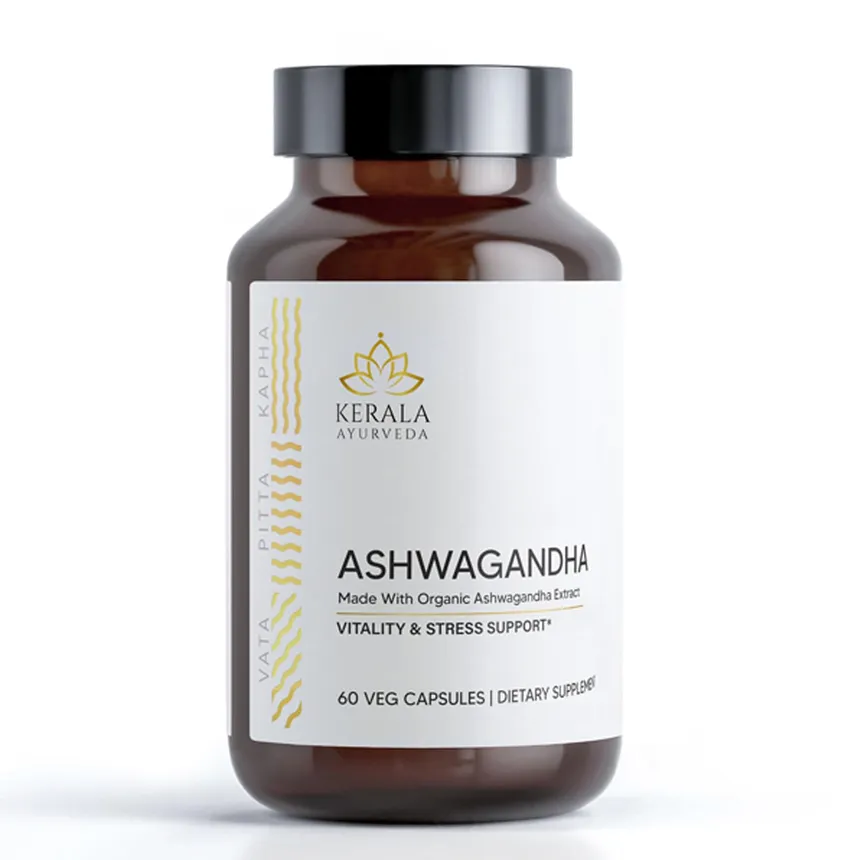 KAPHA
PITTA
VATA
KERALA
AYURVEDA
ASHWAGANDHA
Made With Organic Ashwagandha Extract
VITALITY & STRESS SUPPORT*
60 VEG CAPSULES | DIETARY SUPPLEMENT